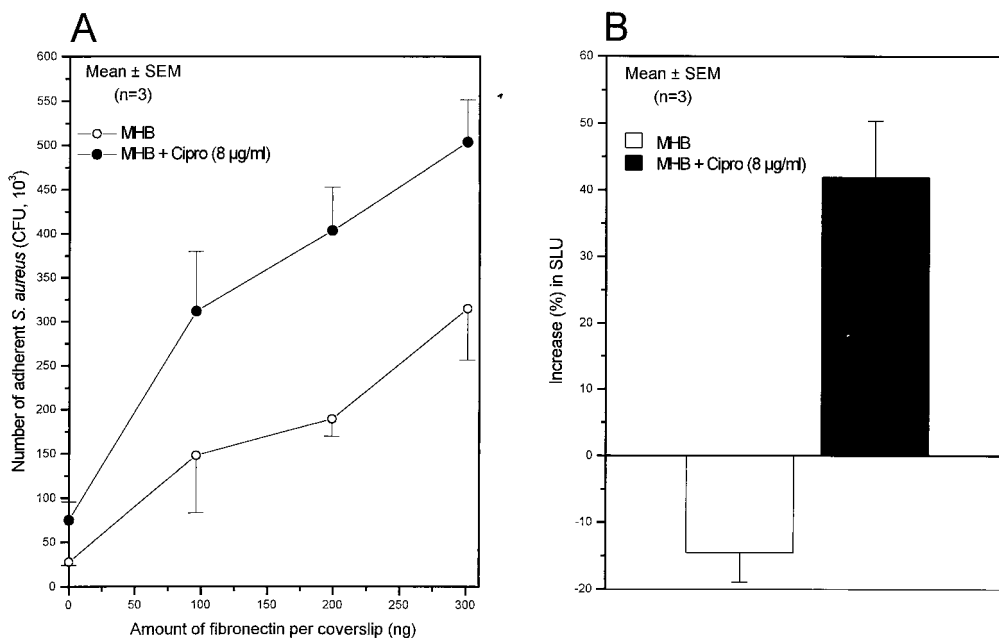 A
Mean ± SEM
(n=3)
MHB
MHB + Cipro (8 µg/ml)
Number of adherent S. aureus (CFU, 10³)
600
550
500
450
400
350
300
250
200
150
100
50
0
0 50 100 150 200 250 300
Amount of fibronectin per coverslip (ng)
B
Mean ± SEM
(n=3)
MHB
MHB + Cipro (8 µg/ml)
Increase (%) in SLU
60
50
40
30
20
10
0
-10
-20